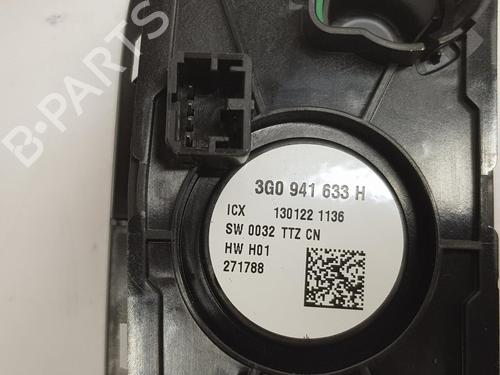 B-PARTS
3G0 941 633 H
ICX 130122 1136
SW 0032 TTZ CN
HW H01
271788